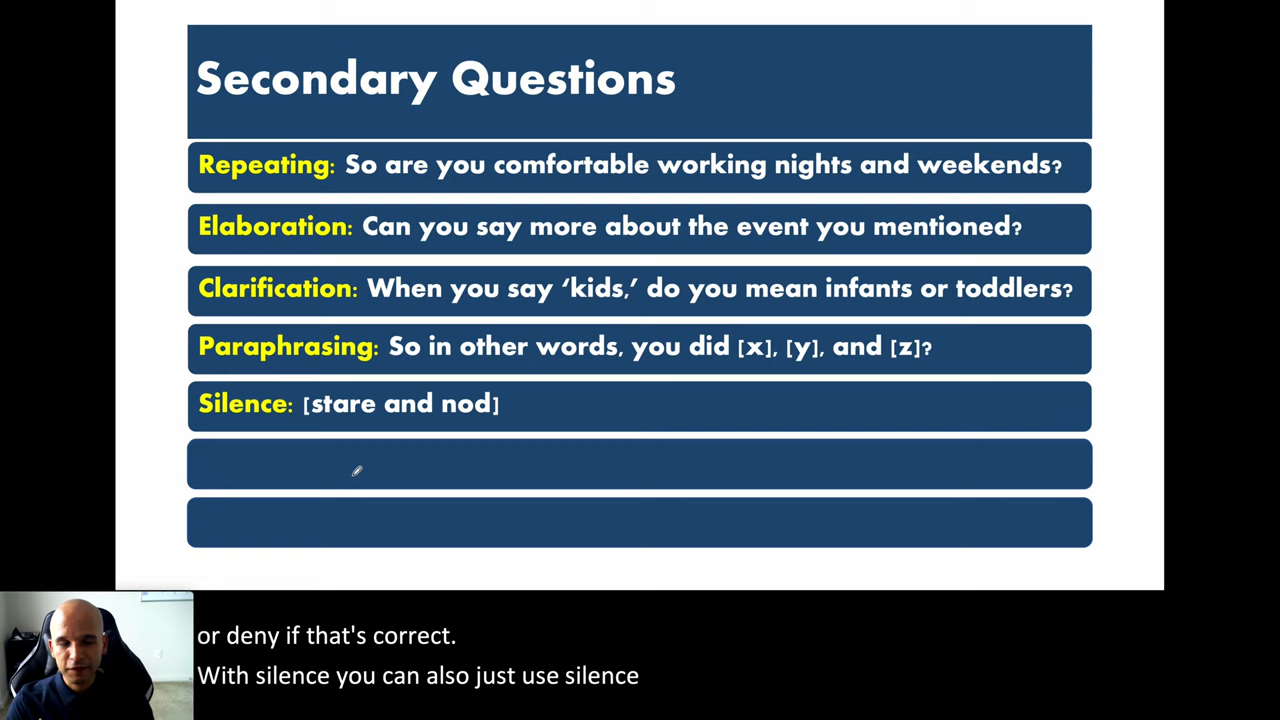 Secondary Questions
Repeating: So are you comfortable working nights and weekends?
Elaboration: Can you say more about the event you mentioned?
Clarification: When you say ‘kids,’ do you mean infants or toddlers?
Paraphrasing: So in other words, you did [x], [y], and [z]?
Silence: [stare and nod]
or deny if that's correct.
With silence you can also just use silence